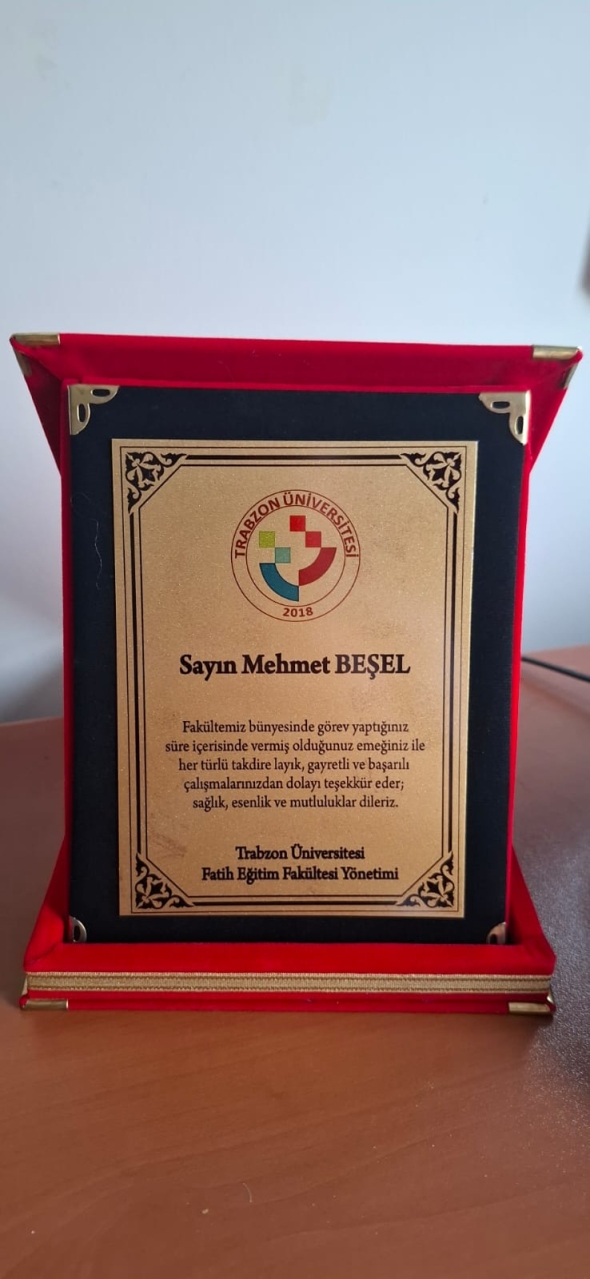 TRABZON ÜNİVERSİTESİ
2018
Sayın Mehmet BEŞEL
Fakültemiz bünyesinde görev yaptığınız
süre içerisinde vermiş olduğunuz emeğiniz ile
her türlü takdire layık, gayretli ve başarılı
çalışmalarınızdan dolayı teşekkür eder;
sağlık, esenlik ve mutluluklar dileriz.
Trabzon Üniversitesi
Fatih Eğitim Fakültesi Yönetimi